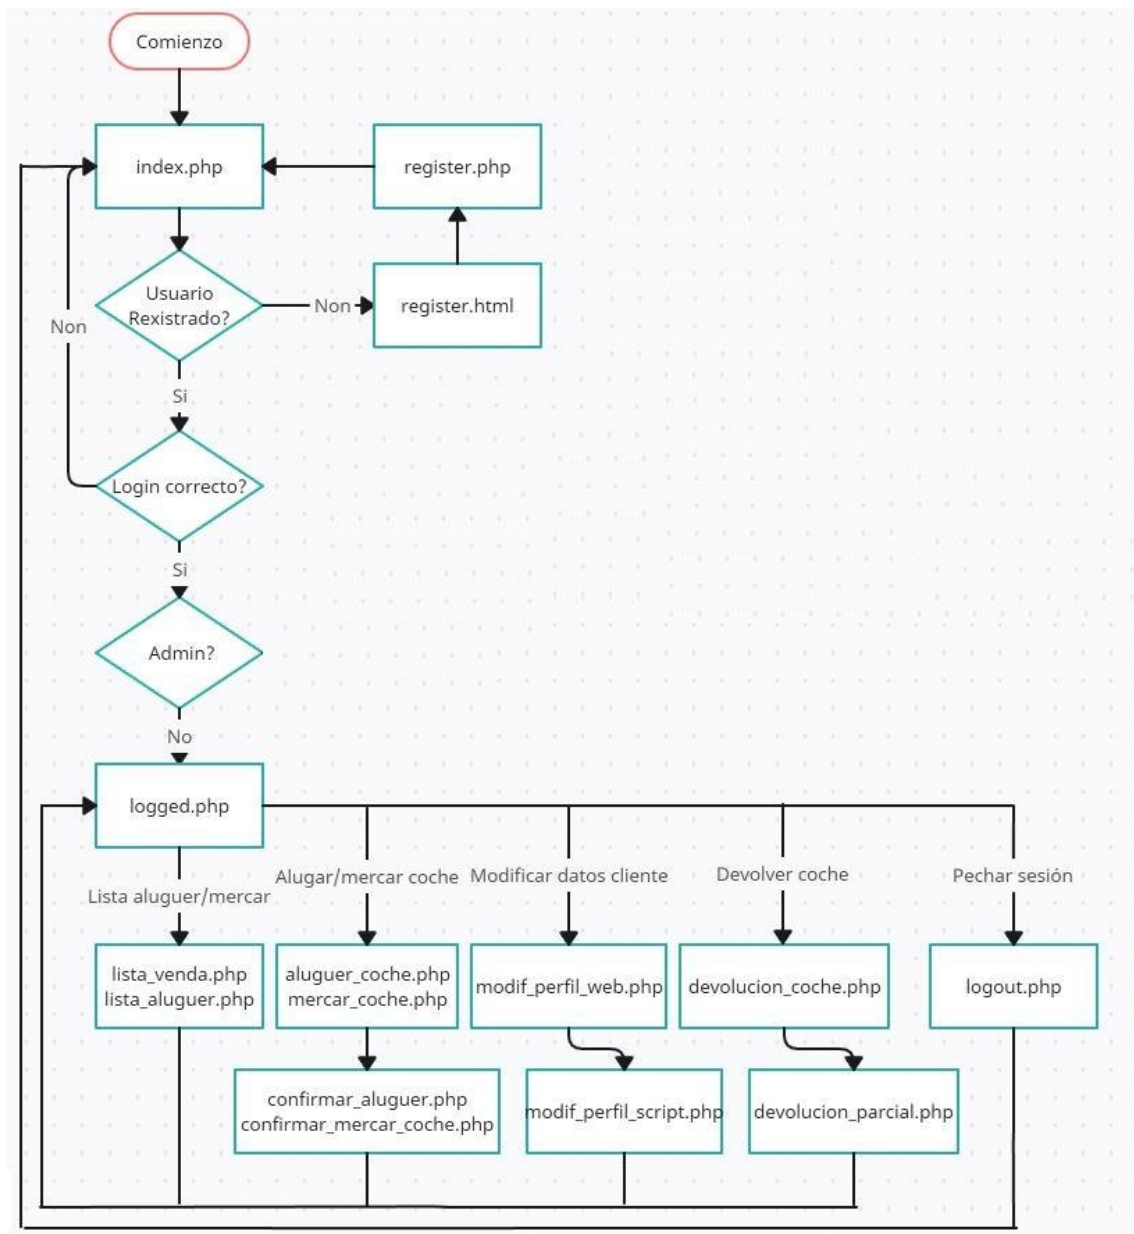 Comienzo
index.php
register.php
Usuario
Rexistrado?
Non
register.html
Non
Si
Login correcto?
Si
Admin?
No
logged.php
Lista aluguer/mercar
Alugar/mercar coche
Modificar datos cliente
Devolver coche
Pechar sesión
lista_venda.php
lista_aluguer.php
aluguer_coche.php
mercar_coche.php
modif_perfil_web.php
devolucion_coche.php
logout.php
confirmar_aluguer.php
confirmar_mercar_coche.php
modif_perfil_script.php
devolucion_parcial.php